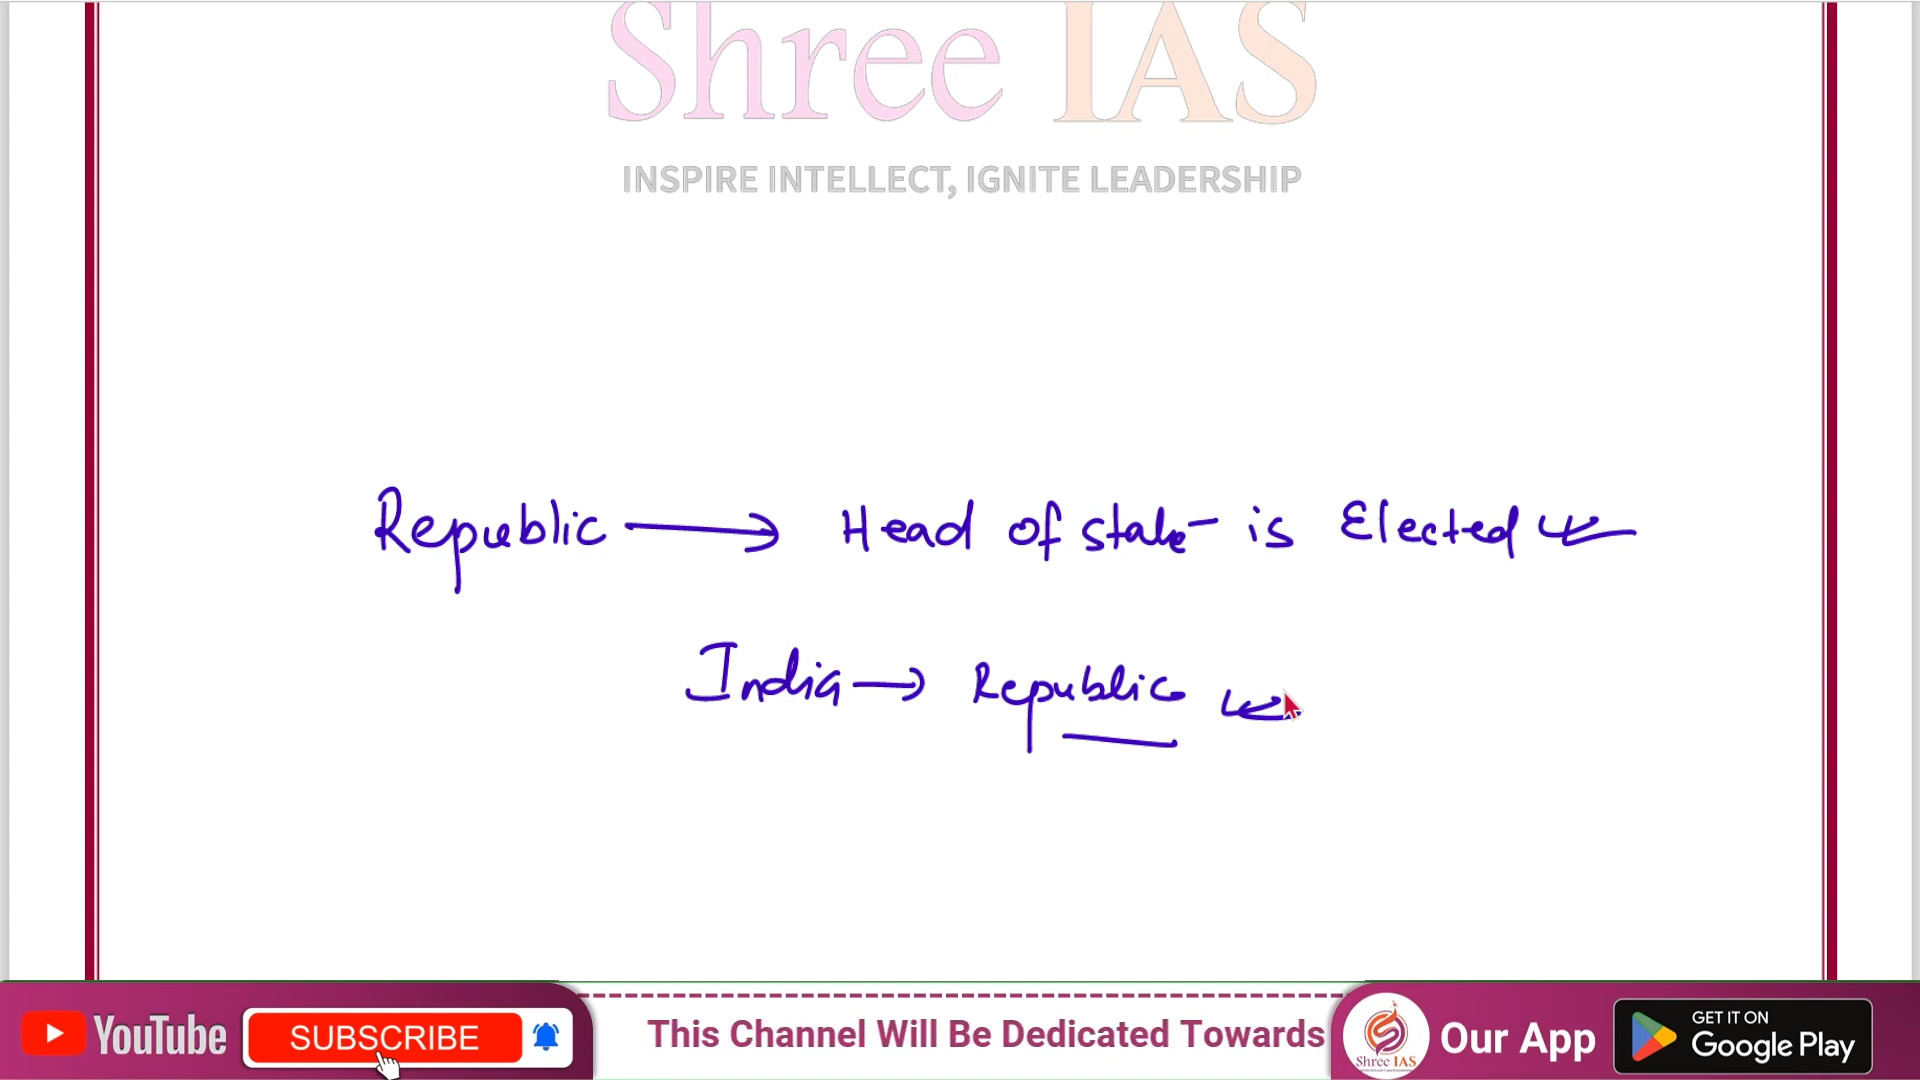 Shree IAS
INSPIRE INTELLECT, IGNITE LEADERSHIP
Republic → Head of state is Elected
India → Republic
YouTube SUBSCRIBE This Channel Will Be Dedicated Towards Shree IAS Our App GET IT ON Google Play